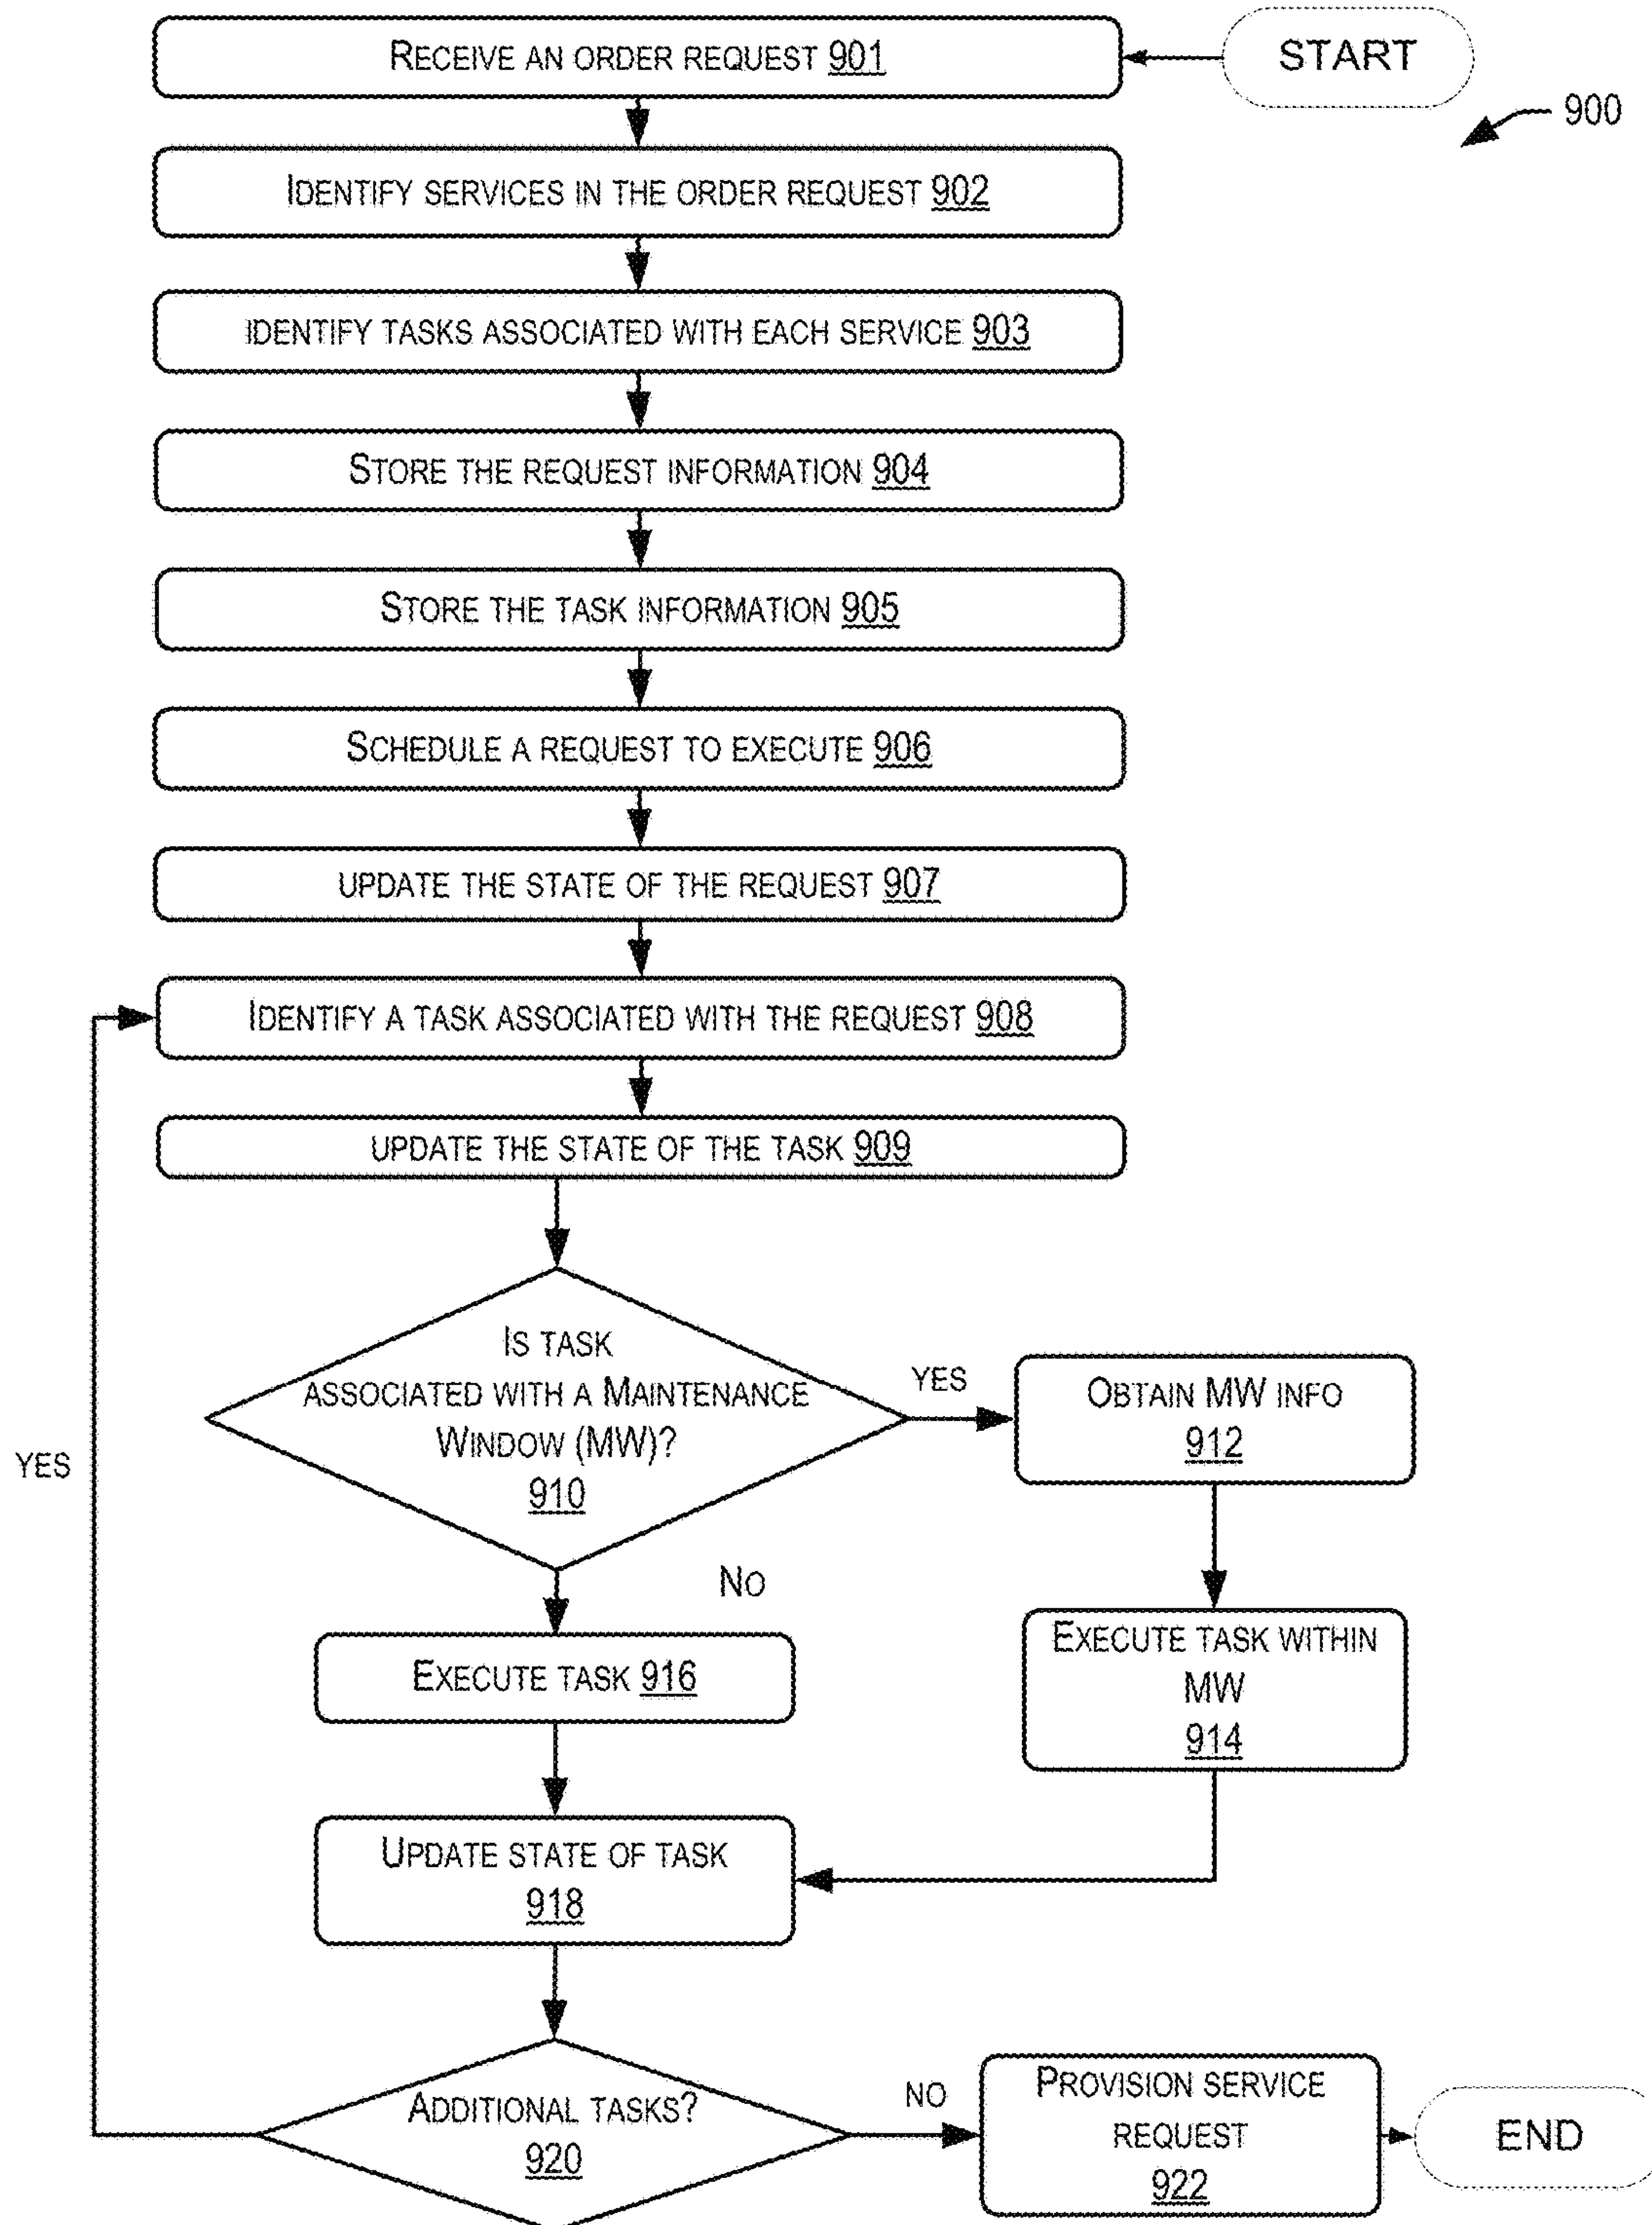 RECEIVE AN ORDER REQUEST 901
START
900
IDENTIFY SERVICES IN THE ORDER REQUEST 902
IDENTIFY TASKS ASSOCIATED WITH EACH SERVICE 903
STORE THE REQUEST INFORMATION 904
STORE THE TASK INFORMATION 905
SCHEDULE A REQUEST TO EXECUTE 906
UPDATE THE STATE OF THE REQUEST 907
IDENTIFY A TASK ASSOCIATED WITH THE REQUEST 908
UPDATE THE STATE OF THE TASK 909
IS TASK
ASSOCIATED WITH A MAINTENANCE
WINDOW (MW)?
910
YES
OBTAIN MW INFO
912
YES
NO
EXECUTE TASK WITHIN
MW
914
EXECUTE TASK 916
UPDATE STATE OF TASK
918
ADDITIONAL TASKS?
920
NO
PROVISION SERVICE
REQUEST
922
END